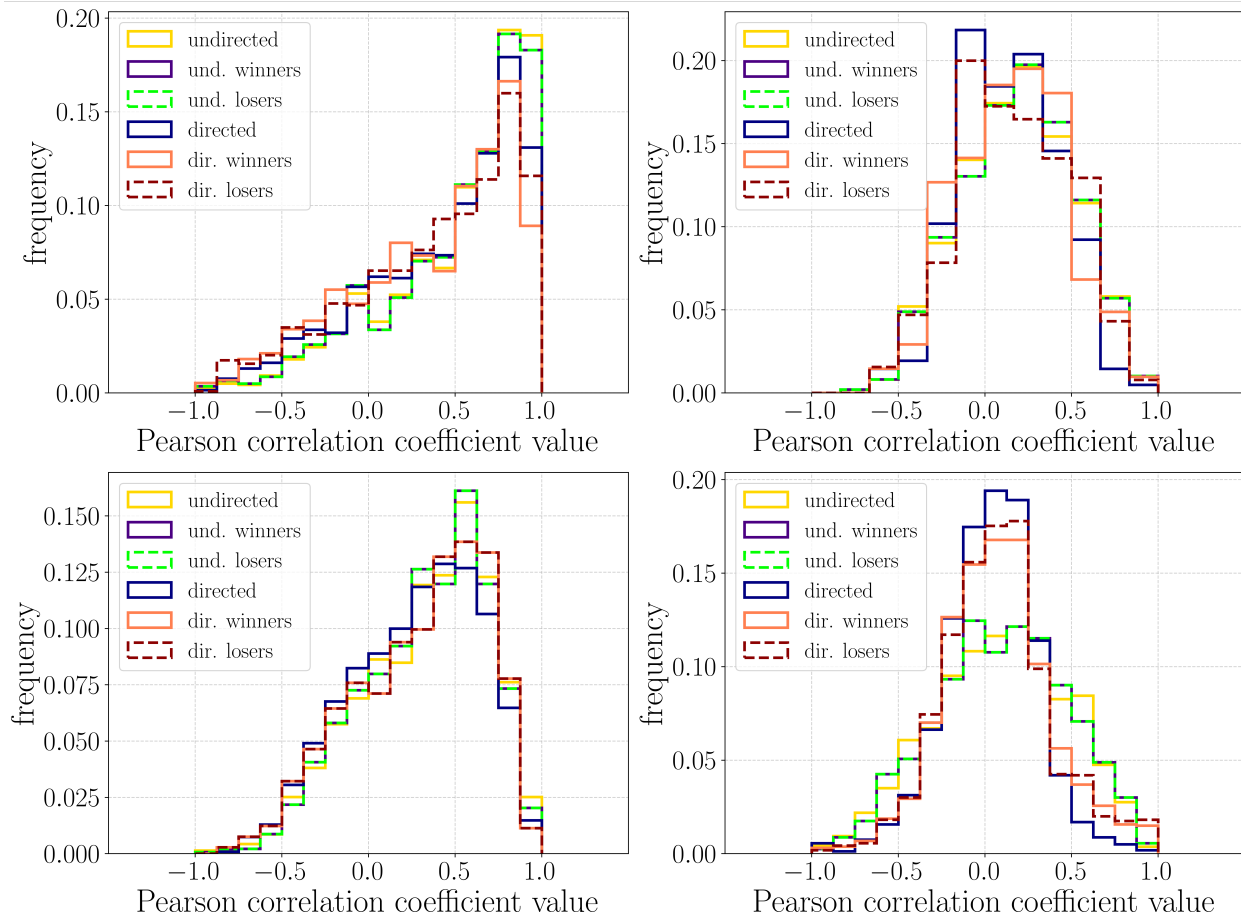 0.20
0.15
0.10
0.05
0.00
frequency
undirected
und. winners
und. losers
directed
dir. winners
dir. losers
−1.0 −0.5 0.0 0.5 1.0
Pearson correlation coefficient value
0.20
0.15
0.10
0.05
0.00
frequency
undirected
und. winners
und. losers
directed
dir. winners
dir. losers
−1.0 −0.5 0.0 0.5 1.0
Pearson correlation coefficient value
0.150
0.125
0.100
0.075
0.050
0.025
0.000
frequency
undirected
und. winners
und. losers
directed
dir. winners
dir. losers
−1.0 −0.5 0.0 0.5 1.0
Pearson correlation coefficient value
0.20
0.15
0.10
0.05
0.00
frequency
undirected
und. winners
und. losers
directed
dir. winners
dir. losers
−1.0 −0.5 0.0 0.5 1.0
Pearson correlation coefficient value